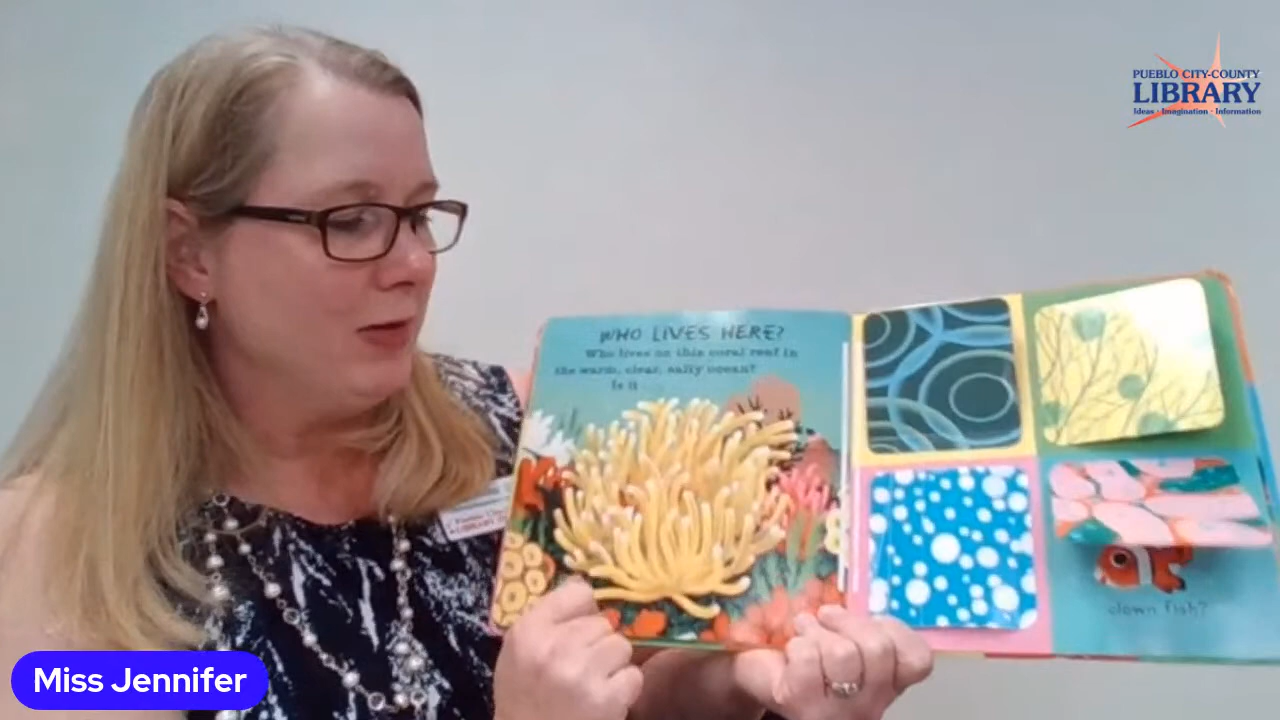 PUEBLO CITY-COUNTY
LIBRARY
Ideas · Imagination · Information
WHO LIVES HERE?
Who lives on this coral reef in
the warm, clear, salty ocean?
Is it
clown fish?
LIBRARY
Miss Jennifer